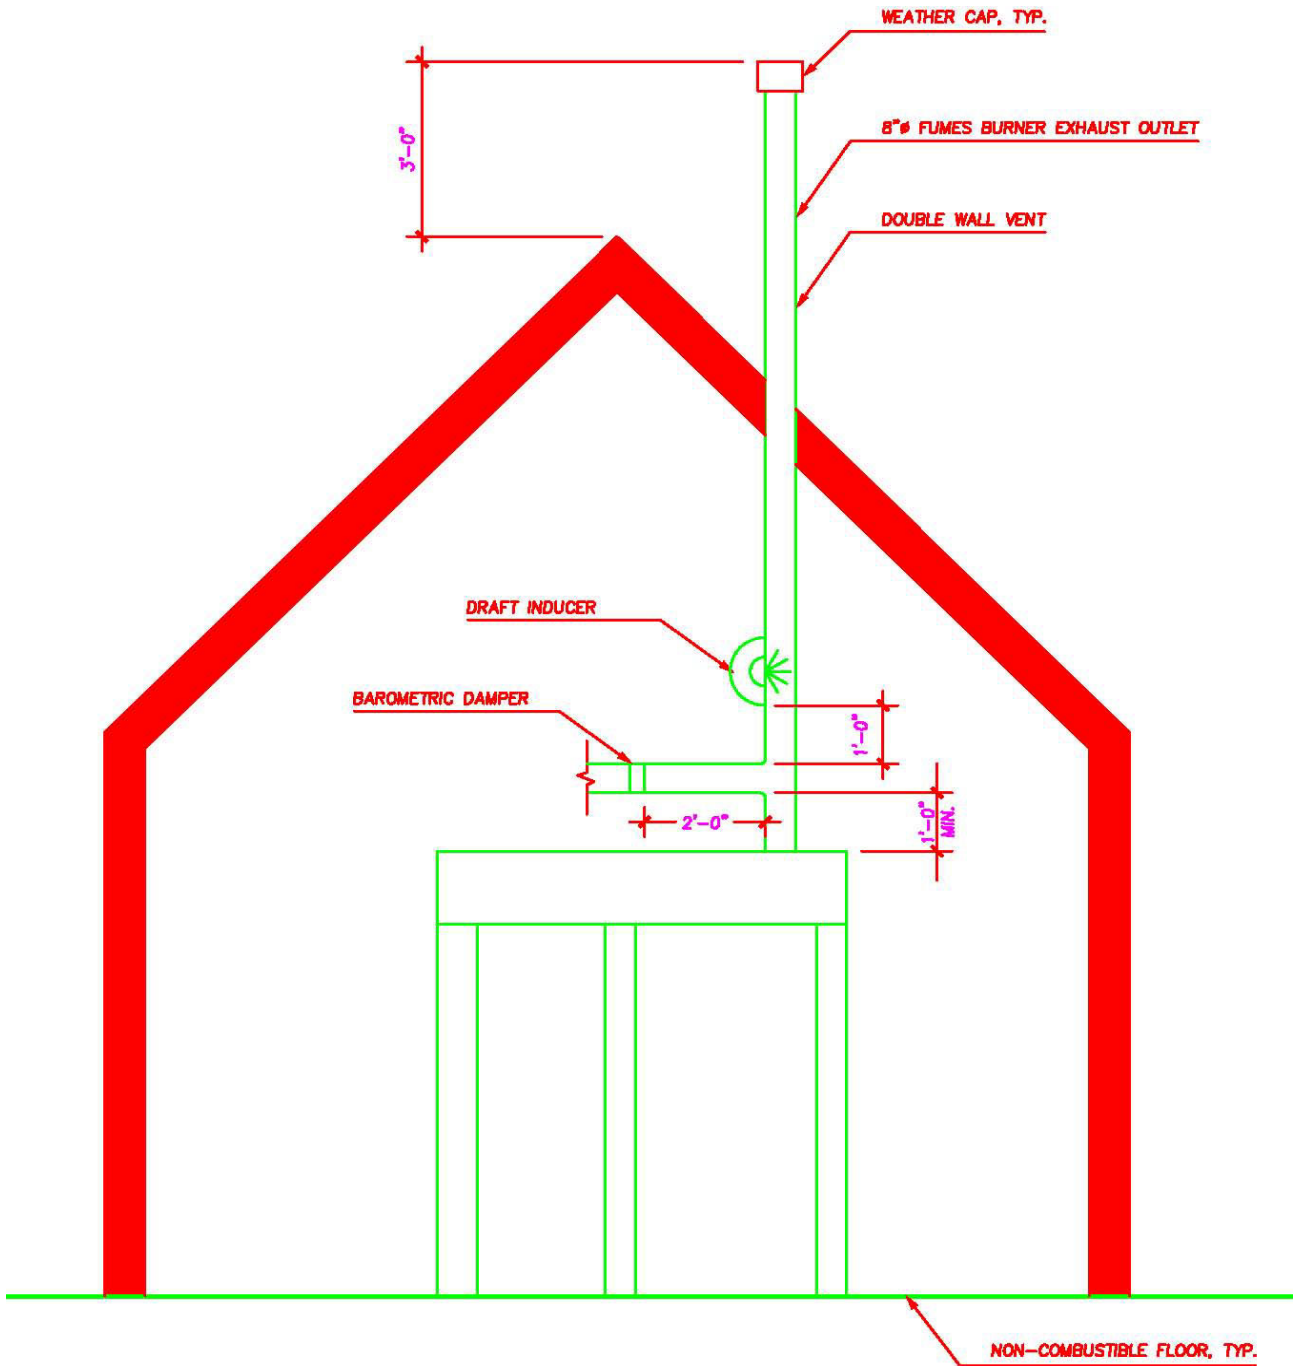 WEATHER CAP, TYP.
3'-0"
8"ø FUMES BURNER EXHAUST OUTLET
DOUBLE WALL VENT
DRAFT INDUCER
BAROMETRIC DAMPER
1'-0"
2'-0"
1'-0"
MIN.
NON-COMBUSTIBLE FLOOR, TYP.